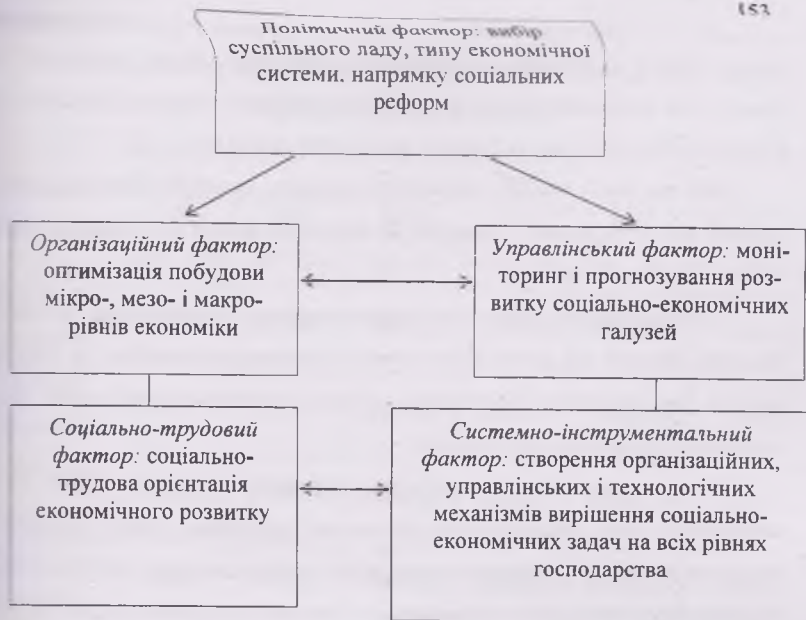 153
Політичний фактор: вибір
суспільного ладу, типу економічної
системи. напрямку соціальних
реформ
Організаційний фактор:
оптимізація побудови
мікро-, мезо- і макро-
рівнів економіки
Управлінський фактор: моні-
торинг і прогнозування роз-
витку соціально-економічних
галузей
Соціально-трудовий
фактор: соціально-
трудова орієнтація
економічного розвитку
Системно-інструментальний
фактор: створення організаційних,
управлінських і технологічних
механізмів вирішення соціально-
економічних задач на всіх рівнях
господарства